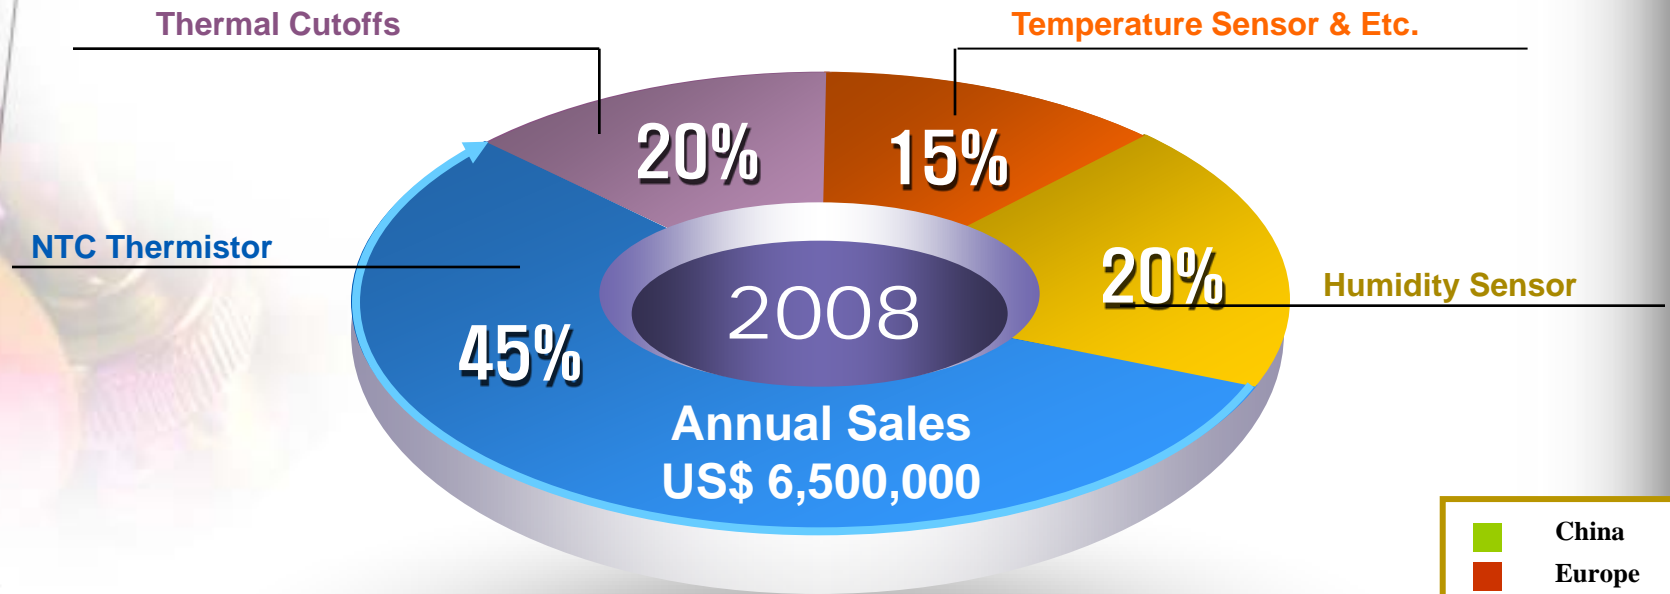 Thermal Cutoffs
Temperature Sensor & Etc.
20%
15%
NTC Thermistor
20%
Humidity Sensor
2008
45%
Annual Sales
US$ 6,500,000
China
Europe